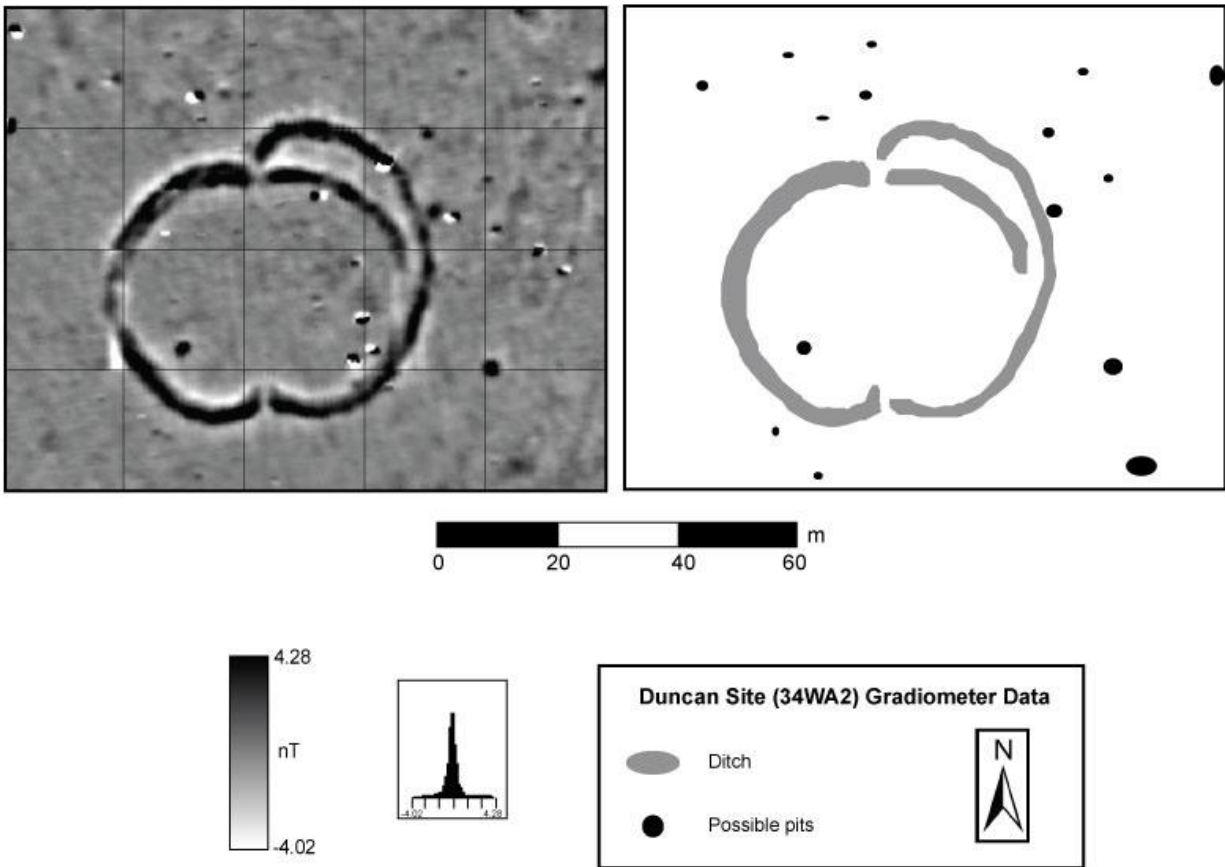 m
0 20 40 60
4.28
nT
-4.02
-4.02 4.28
Duncan Site (34WA2) Gradiometer Data
Ditch
N
Possible pits